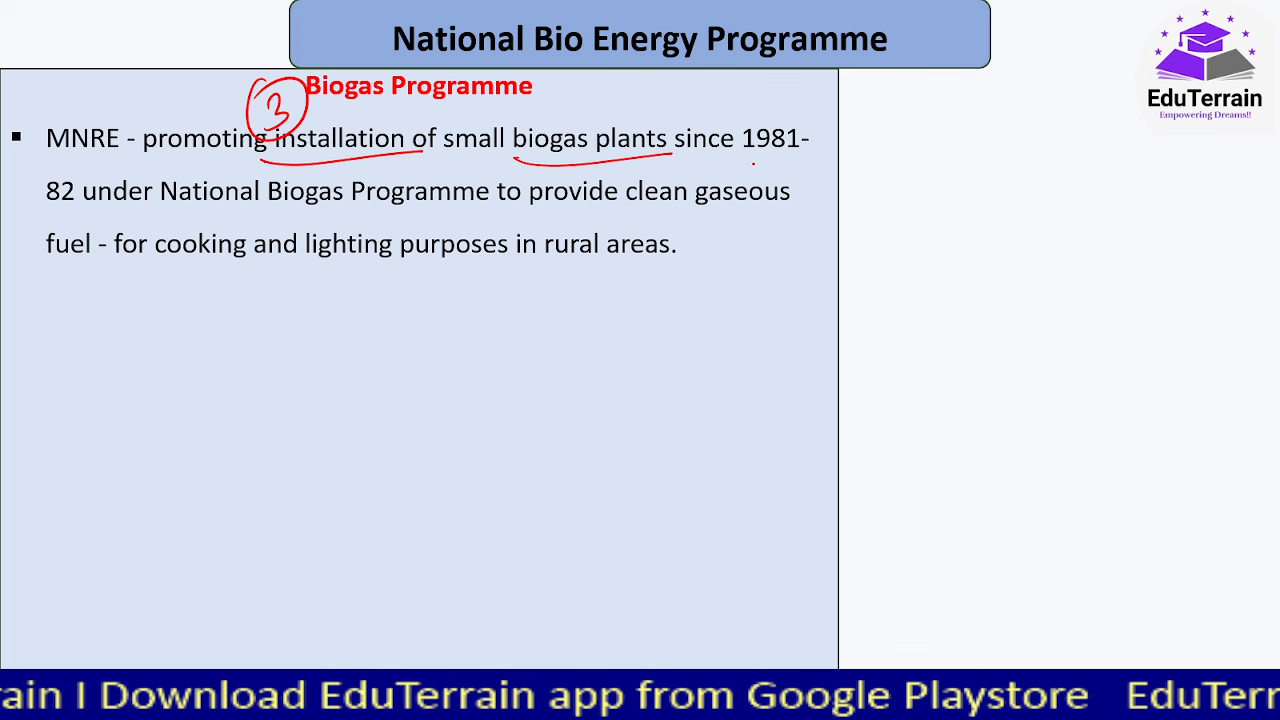 National Bio Energy Programme
EduTerrain
Empowering Dreams!!
3
Biogas Programme
▪ MNRE - promoting installation of small biogas plants since 1981-
82 under National Biogas Programme to provide clean gaseous
fuel - for cooking and lighting purposes in rural areas.
rain I Download EduTerrain app from Google Playstore EduTerr